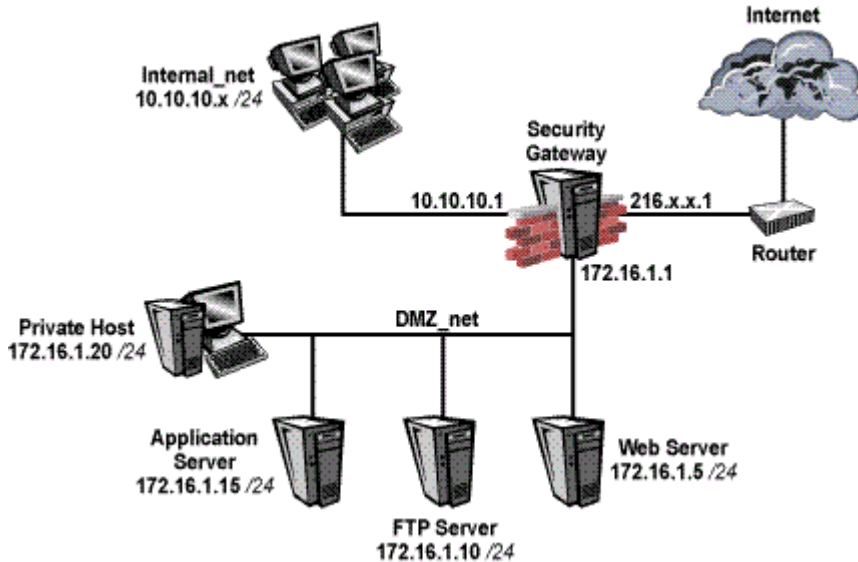 Internet
Internal_net
10.10.10.x /24
Security
Gateway
10.10.10.1
216.x.x.1
Router
172.16.1.1
DMZ_net
Private Host
172.16.1.20 /24
Application
Server
172.16.1.15 /24
Web Server
172.16.1.5 /24
FTP Server
172.16.1.10 /24